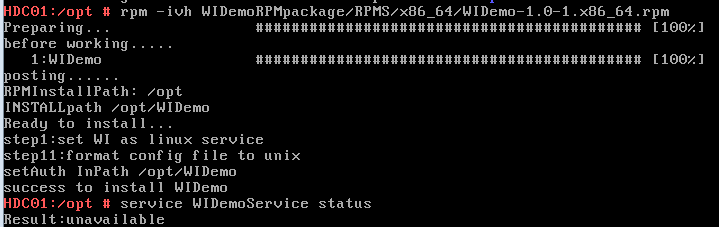 HDC01:/opt # rpm -ivh WIDemoRPMpackage/RPMS/x86_64/WIDemo-1.0-1.x86_64.rpm
Preparing... ########################################### [100%]
before working.....
1:WIDemo ########################################### [100%]
posting......
RPMInstallPath: /opt
INSTALLpath /opt/WIDemo
Ready to install...
step1:set WI as linux service
step11:format config file to unix
setAuth InPath /opt/WIDemo
success to install WIDemo
HDC01:/opt # service WIDemoService status
Result:unavailable